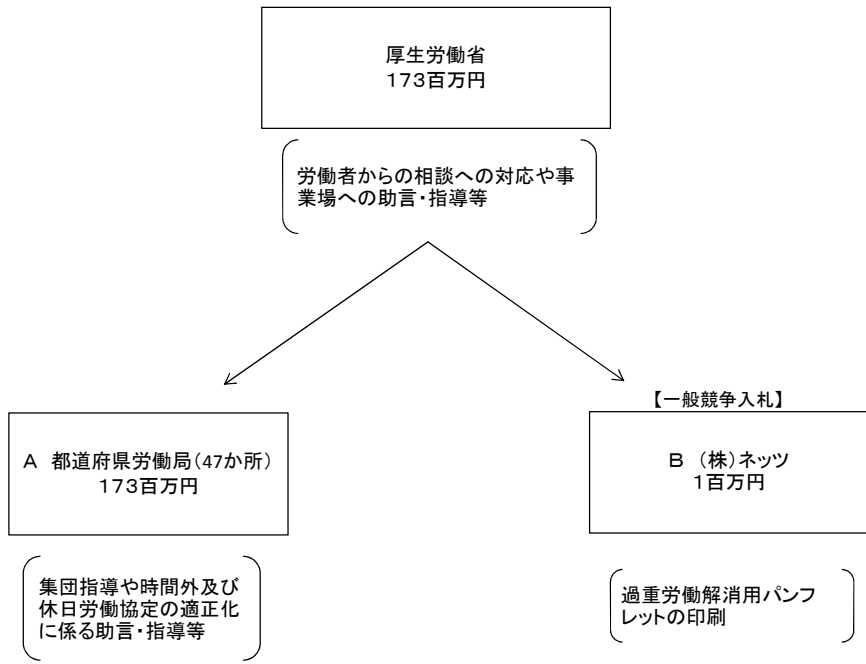 厚生労働省
173百万円
労働者からの相談への対応や事
業場への助言・指導等
【一般競争入札】
A 都道府県労働局(47か所)
173百万円
B (株)ネッツ
1百万円
集団指導や時間外及び
休日労働協定の適正化
に係る助言・指導等
過重労働解消用パンフ
レットの印刷